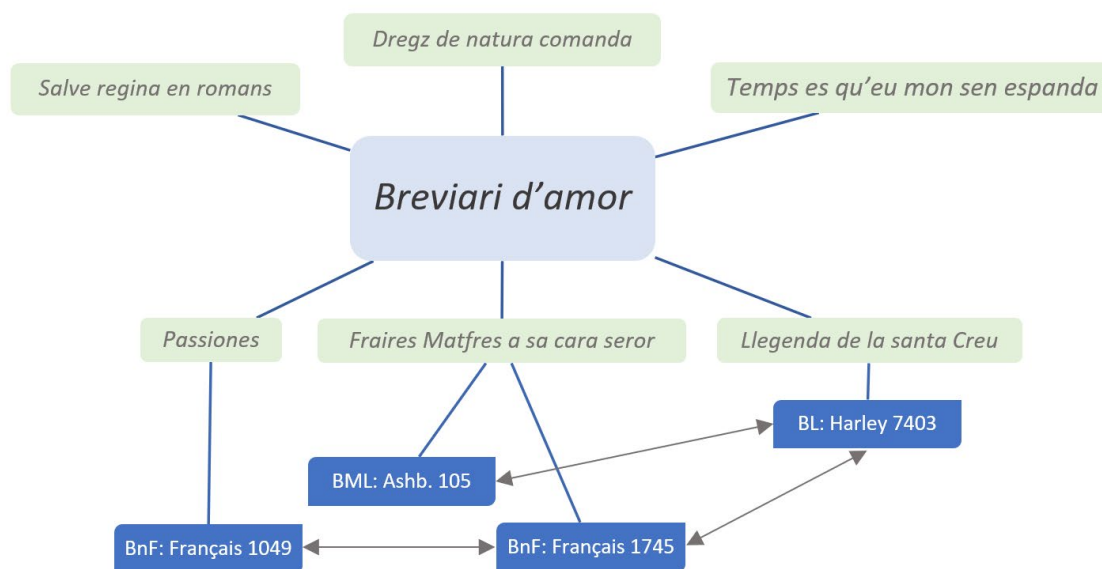 Dregz de natura comanda
Salve regina en romans
Temps es qu’eu mon sen espanda
Breviari d’amor
Passiones
Fraires Matfres a sa cara seror
Llegenda de la santa Creu
BL: Harley 7403
BML: Ashb. 105
BnF: Français 1049
BnF: Français 1745